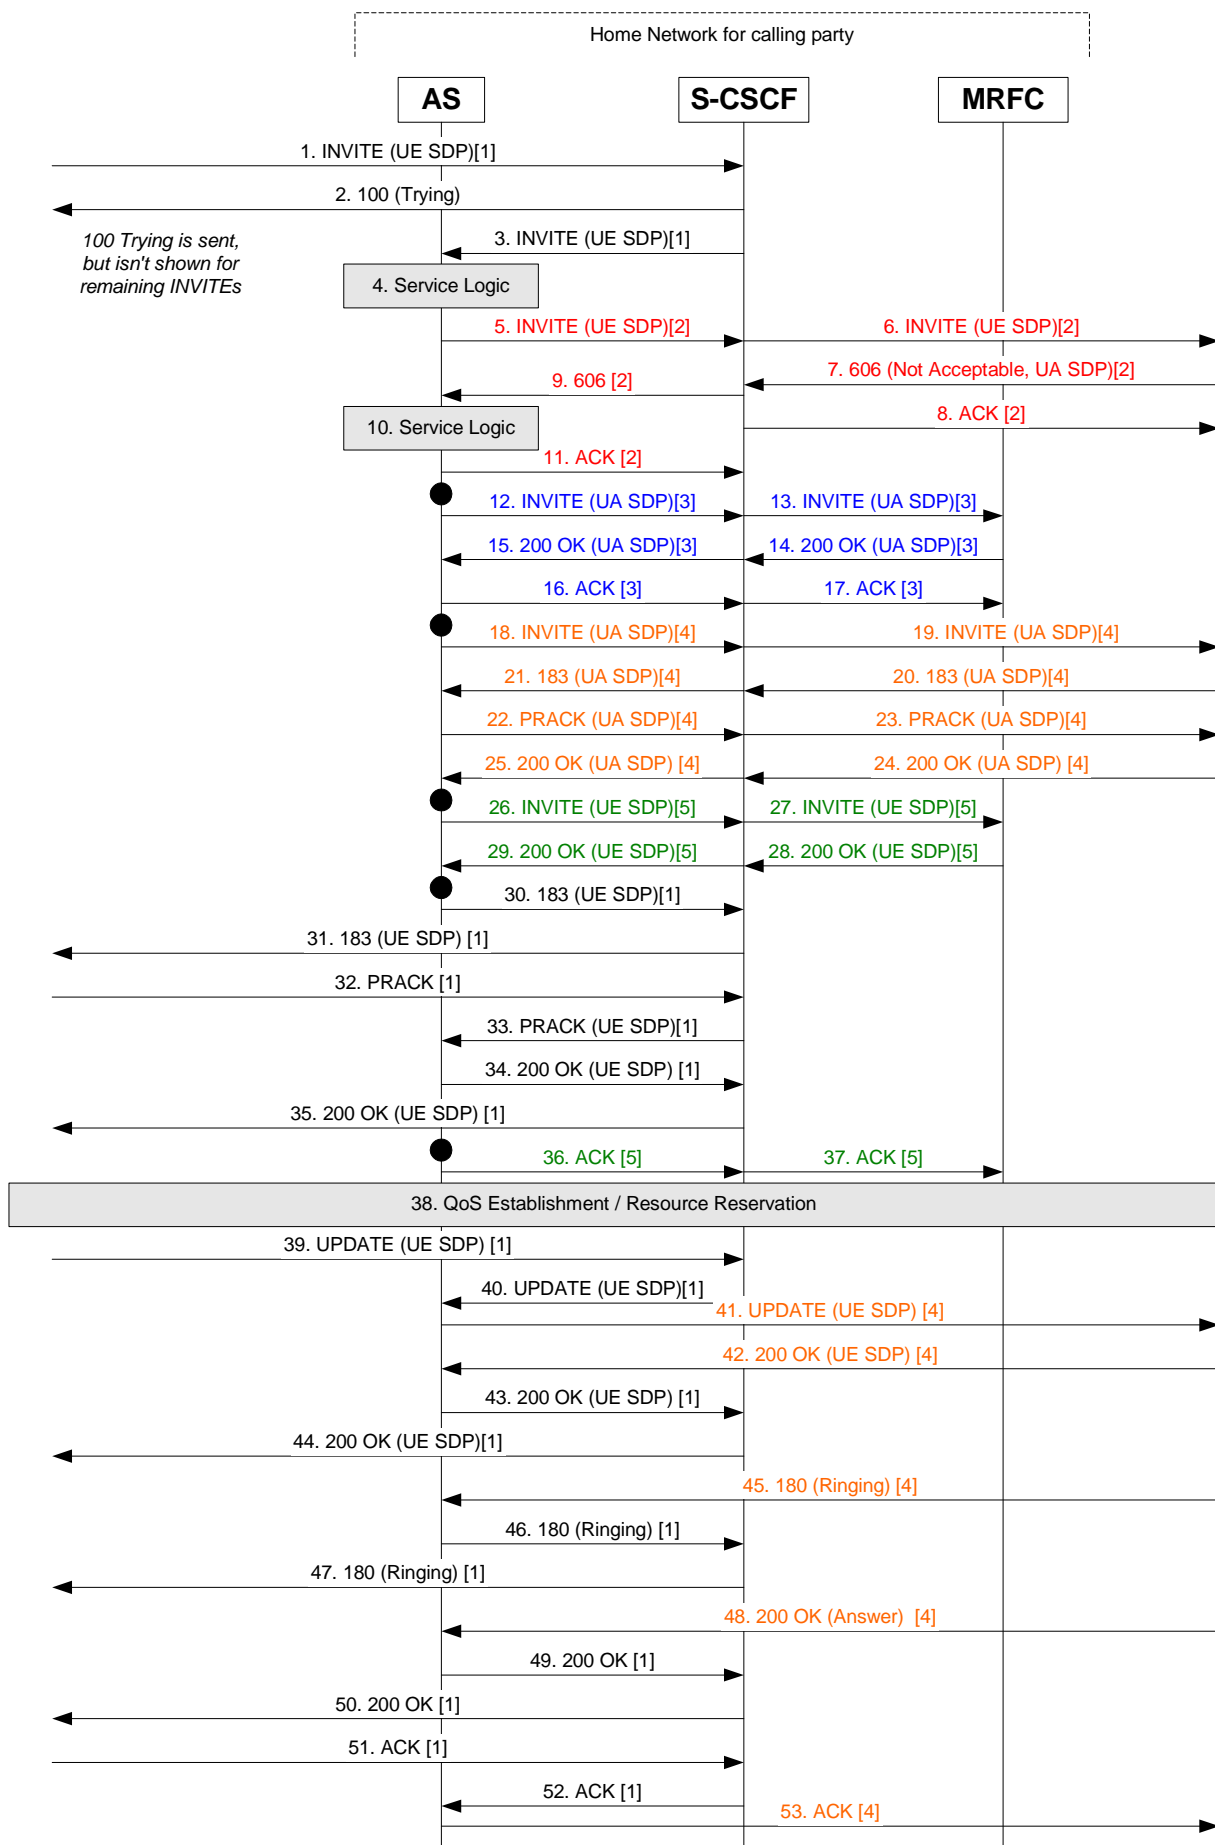 Home Network for calling party
AS
S-CSCF
MRFC
1. INVITE (UE SDP)[1]
2. 100 (Trying)
100 Trying is sent,
but isn't shown for
remaining INVITEs
3. INVITE (UE SDP)[1]
4. Service Logic
5. INVITE (UE SDP)[2]
6. INVITE (UE SDP)[2]
7. 606 (Not Acceptable, UA SDP)[2]
9. 606 [2]
8. ACK [2]
10. Service Logic
11. ACK [2]
12. INVITE (UA SDP)[3]
13. INVITE (UA SDP)[3]
15. 200 OK (UA SDP)[3]
14. 200 OK (UA SDP)[3]
16. ACK [3]
17. ACK [3]
18. INVITE (UA SDP)[4]
19. INVITE (UA SDP)[4]
21. 183 (UA SDP)[4]
20. 183 (UA SDP)[4]
22. PRACK (UA SDP)[4]
23. PRACK (UA SDP)[4]
25. 200 OK (UA SDP) [4]
24. 200 OK (UA SDP) [4]
26. INVITE (UE SDP)[5]
27. INVITE (UE SDP)[5]
29. 200 OK (UE SDP)[5]
28. 200 OK (UE SDP)[5]
30. 183 (UE SDP)[1]
31. 183 (UE SDP) [1]
32. PRACK [1]
33. PRACK (UE SDP)[1]
34. 200 OK (UE SDP) [1]
35. 200 OK (UE SDP) [1]
36. ACK [5]
37. ACK [5]
38. QoS Establishment / Resource Reservation
39. UPDATE (UE SDP) [1]
40. UPDATE (UE SDP)[1]
41. UPDATE (UE SDP) [4]
42. 200 OK (UE SDP) [4]
43. 200 OK (UE SDP) [1]
44. 200 OK (UE SDP)[1]
45. 180 (Ringing) [4]
46. 180 (Ringing) [1]
47. 180 (Ringing) [1]
48. 200 OK (Answer)  [4]
49. 200 OK [1]
50. 200 OK [1]
51. ACK [1]
52. ACK [1]
53. ACK [4]